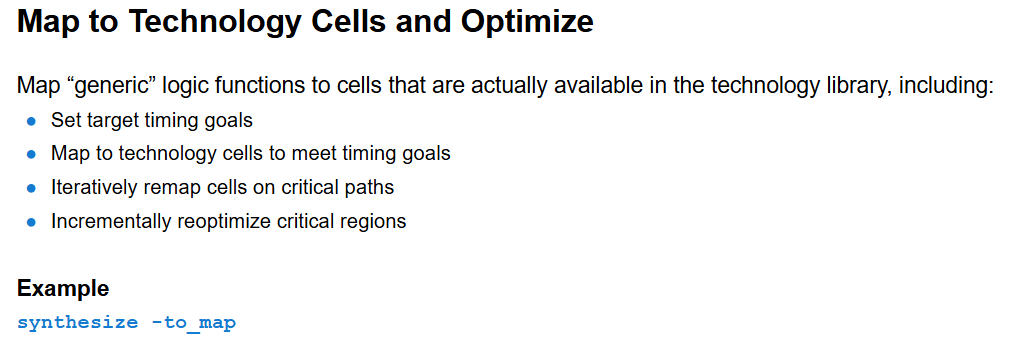 Map to Technology Cells and Optimize
Map “generic” logic functions to cells that are actually available in the technology library, including:
● Set target timing goals
● Map to technology cells to meet timing goals
● Iteratively remap cells on critical paths
● Incrementally reoptimize critical regions
Example
synthesize -to_map